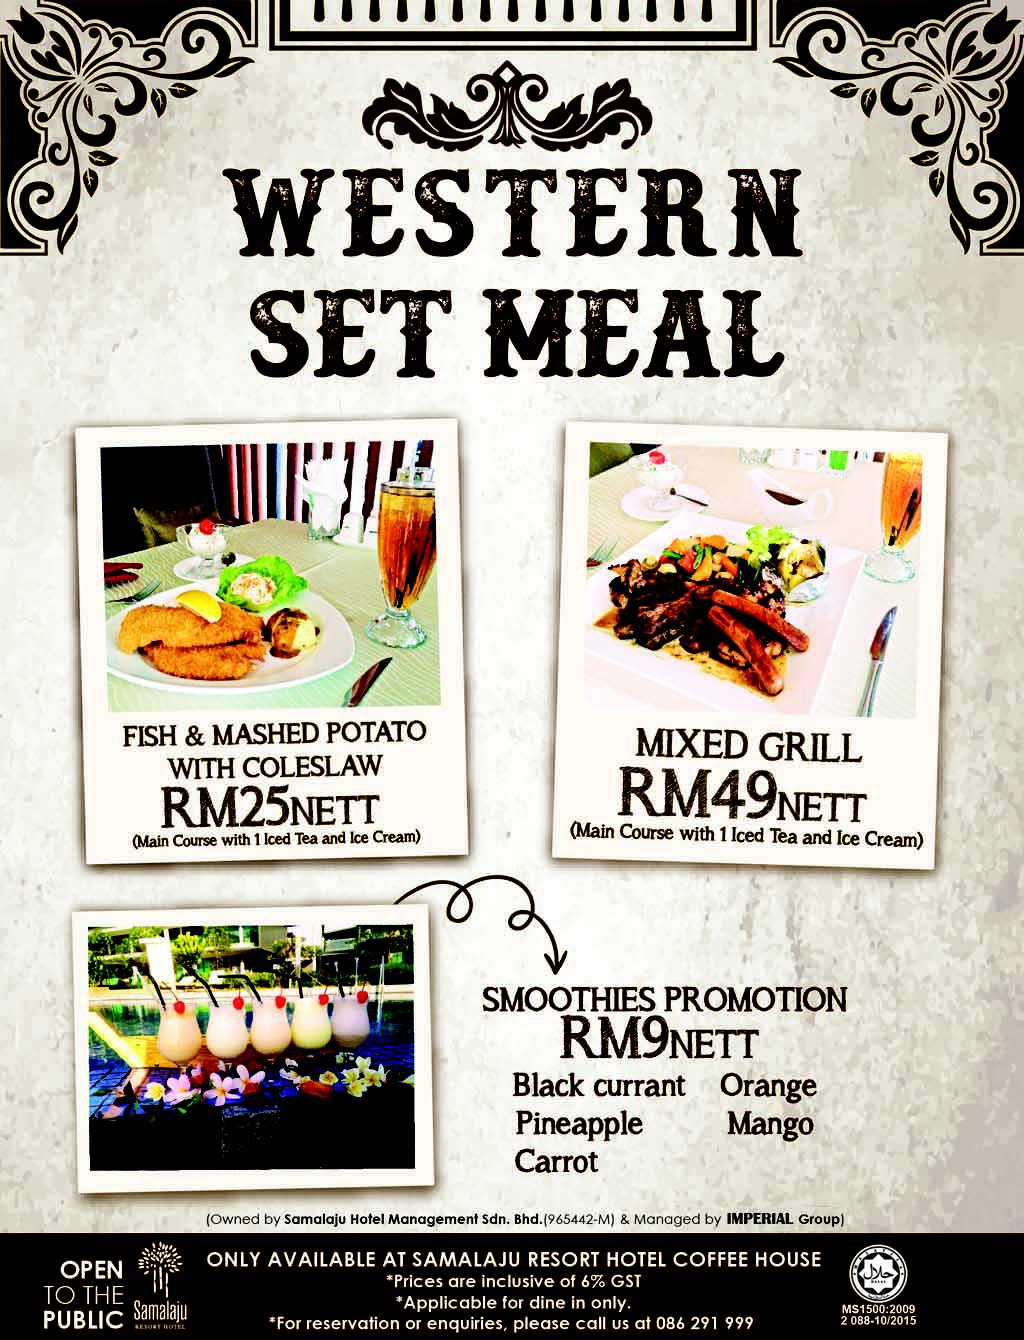 WESTERN
SET MEAL
FISH & MASHED POTATO
WITH COLESLAW
RM25NETT
(Main Course with 1 Iced Tea and Ice Cream)
MIXED GRILL
RM49NETT
(Main Course with 1 Iced Tea and Ice Cream)
SMOOTHIES PROMOTION
RM9NETT
Black currant Orange
Pineapple Mango
Carrot
(Owned by Samalaju Hotel Management Sdn. Bhd.(965442-M) & Managed by IMPERIAL Group)
OPEN
TO THE
PUBLIC
Samalaju
RESORT HOTEL
ONLY AVAILABLE AT SAMALAJU RESORT HOTEL COFFEE HOUSE
*Prices are inclusive of 6% GST
*Applicable for dine in only.
*For reservation or enquiries, please call us at 086 291 999
حلال
MS1500:2009
2 088-10/2015